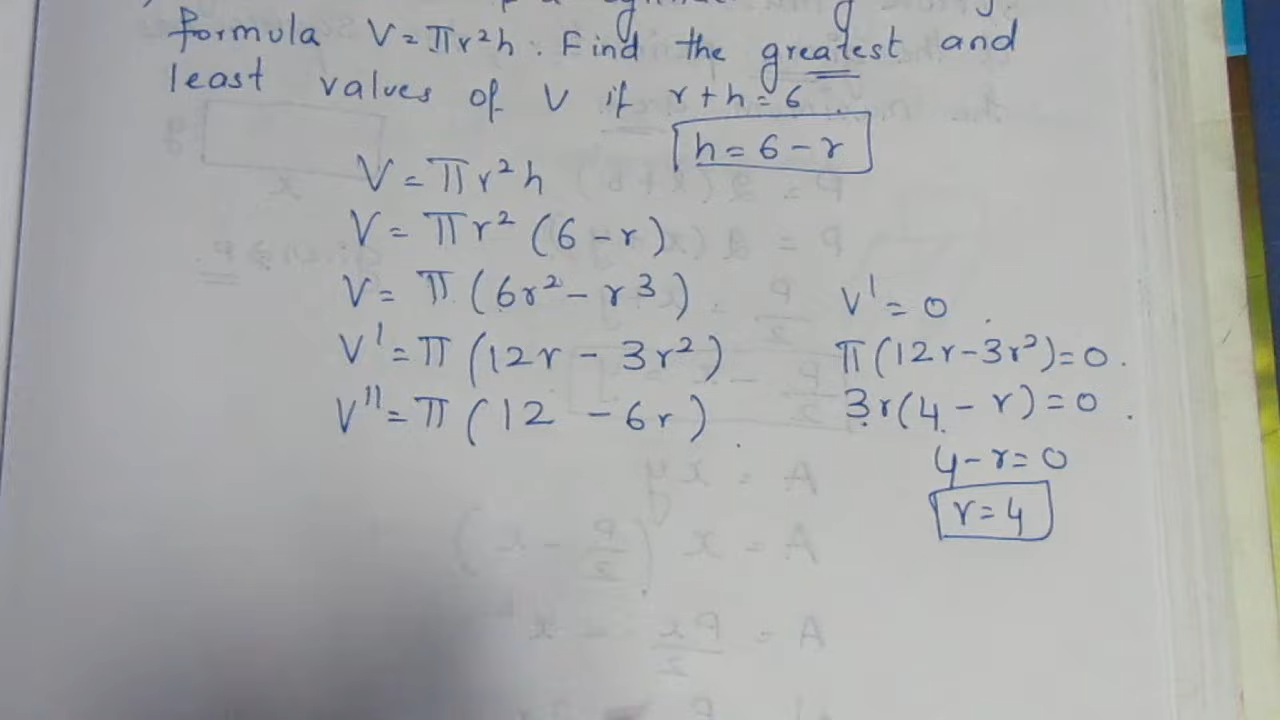 formula V = πr²h. Find the greatest and
least values of V if r + h = 6.
h = 6 - r
V = πr²h
V = πr² (6 - r)
V = π (6r² - r³)
V' = π (12r - 3r²)
V'' = π (12 - 6r).
V' = 0.
π(12r - 3r²) = 0.
3r(4 - r) = 0.
4 - r = 0
r = 4